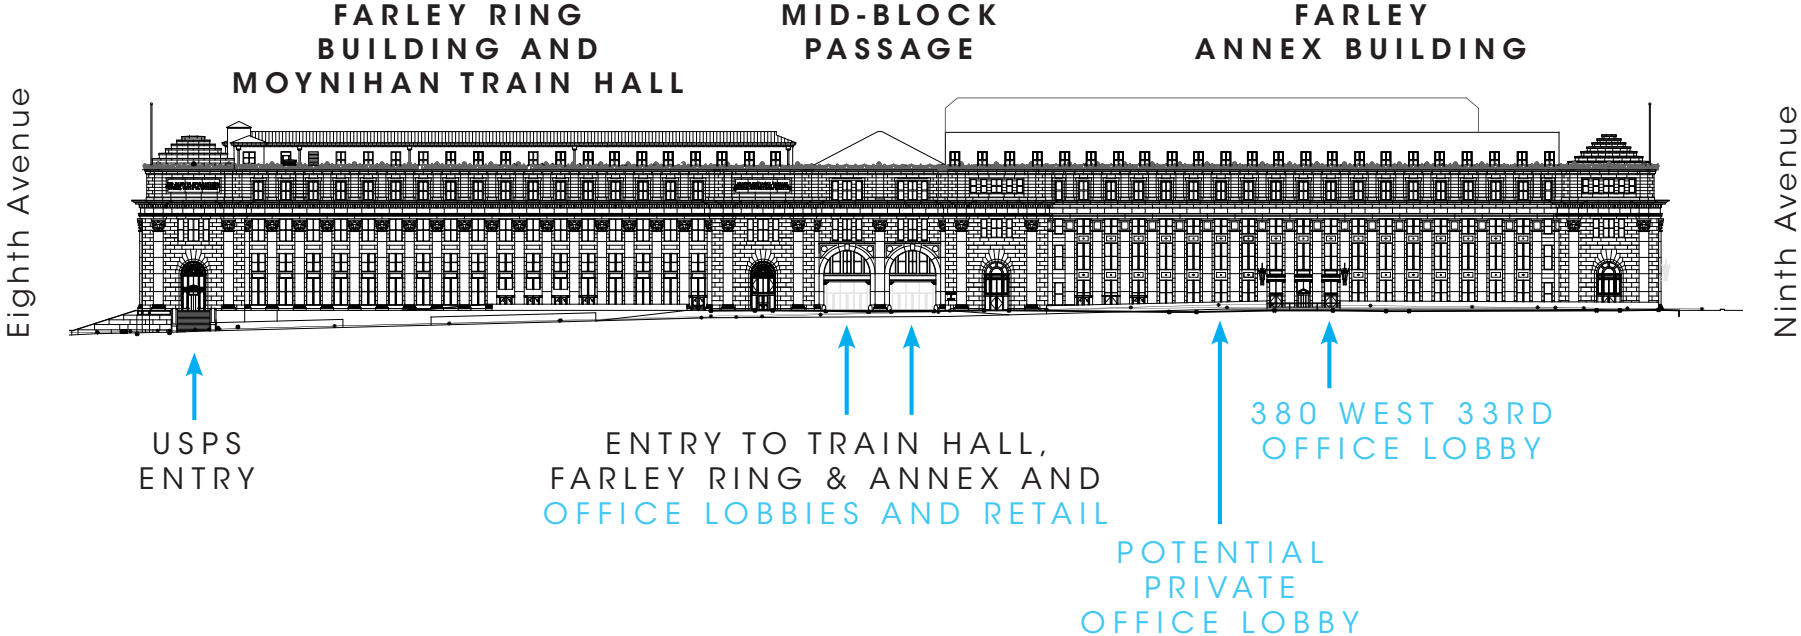 FARLEY RING
BUILDING AND
MOYNIHAN TRAIN HALL
MID-BLOCK
PASSAGE
FARLEY
ANNEX BUILDING
Eighth Avenue
Ninth Avenue
USPS
ENTRY
ENTRY TO TRAIN HALL,
FARLEY RING & ANNEX AND
OFFICE LOBBIES AND RETAIL
380 WEST 33RD
OFFICE LOBBY
POTENTIAL
PRIVATE
OFFICE LOBBY